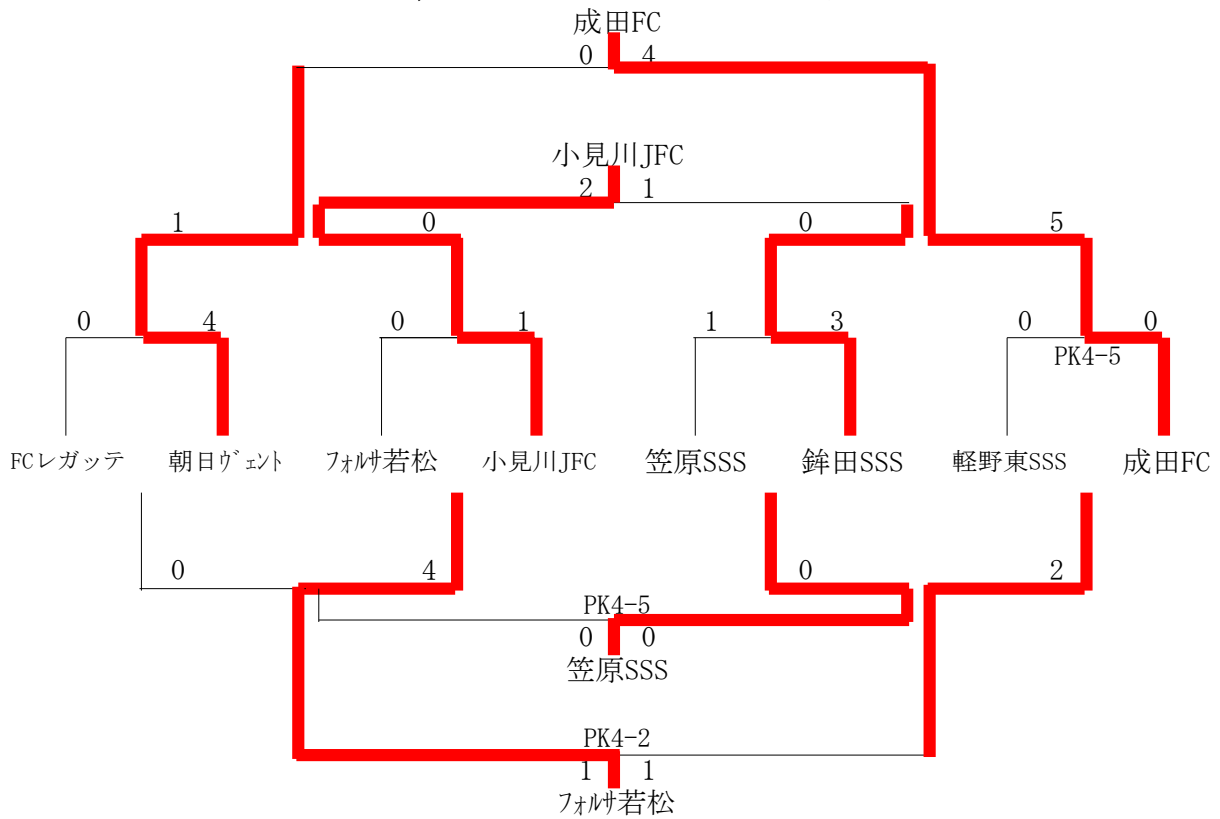 成田FC
0 4
小見川JFC
2 1
1 0 0 5
0 4 0 1 1 3 0 0
PK4-5
FCレガッテ 朝日ヴェント フォルサ若松 小見川JFC 笠原SSS 鉾田SSS 軽野東SSS 成田FC
0 4 0 2
PK4-5
0 0
笠原SSS
PK4-2
1 1
フォルサ若松